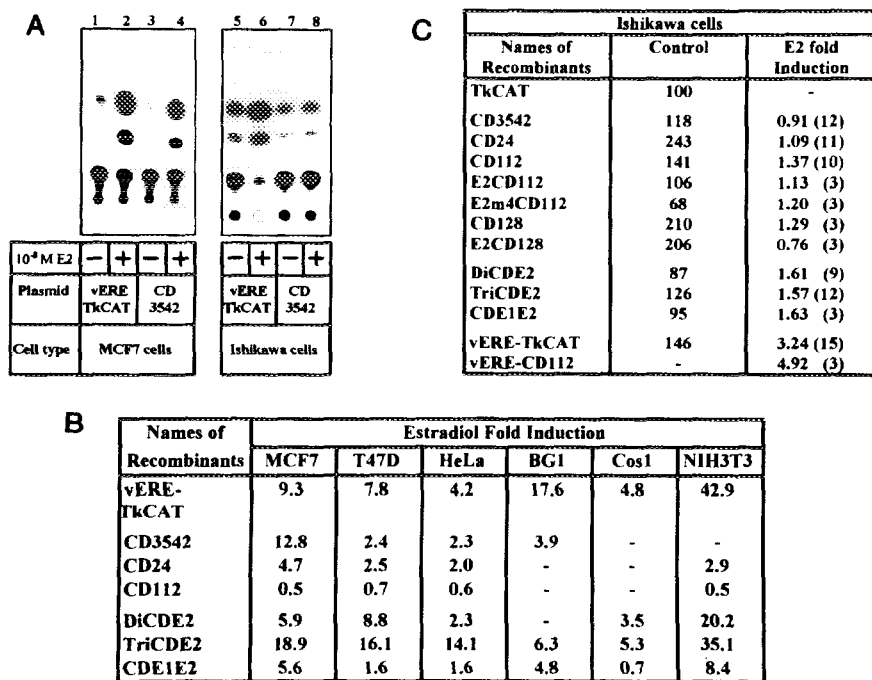 A
1 2 3 4 5 6 7 8
10⁻⁸ M E2 − + − + − + − +
Plasmid vERE TkCAT CD 3542 vERE TkCAT CD 3542
Cell type MCF7 cells Ishikawa cells
C
Ishikawa cells
Names of Recombinants Control E2 fold Induction
TkCAT 100 -
CD3542 118 0.91 (12)
CD24 243 1.09 (11)
CD112 141 1.37 (10)
E2CD112 106 1.13 (3)
E2m4CD112 68 1.20 (3)
CD128 210 1.29 (3)
E2CD128 206 0.76 (3)
DiCDE2 87 1.61 (9)
TriCDE2 126 1.57 (12)
CDE1E2 95 1.63 (3)
vERE-TkCAT 146 3.24 (15)
vERE-CD112 - 4.92 (3)
B
Names of Recombinants Estradiol Fold Induction
MCF7 T47D HeLa BG1 Cos1 NIH3T3
vERE-TkCAT 9.3 7.8 4.2 17.6 4.8 42.9
CD3542 12.8 2.4 2.3 3.9 - -
CD24 4.7 2.5 2.0 - - 2.9
CD112 0.5 0.7 0.6 - - 0.5
DiCDE2 5.9 8.8 2.3 - 3.5 20.2
TriCDE2 18.9 16.1 14.1 6.3 5.3 35.1
CDE1E2 5.6 1.6 1.6 4.8 0.7 8.4